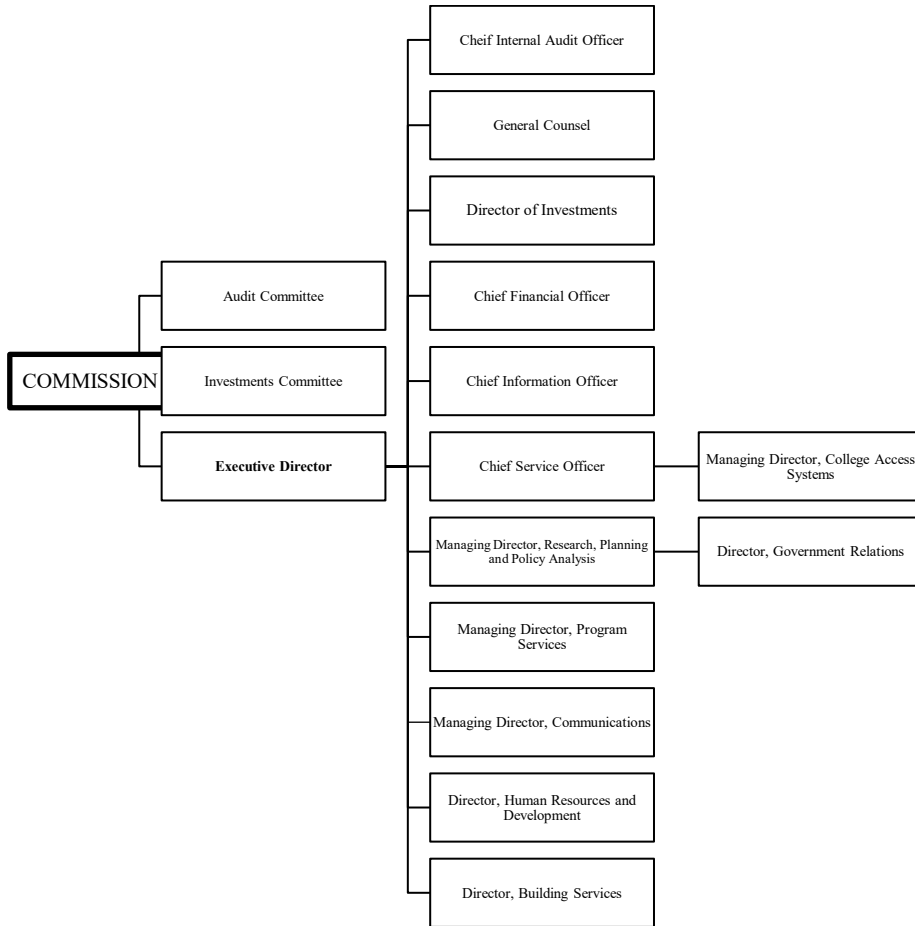 Cheif Internal Audit Officer
General Counsel
Director of Investments
Audit Committee
Chief Financial Officer
COMMISSION
Investments Committee
Chief Information Officer
Executive Director
Chief Service Officer
Managing Director, College Access
Systems
Managing Director, Research, Planning
and Policy Analysis
Director, Government Relations
Managing Director, Program
Services
Managing Director, Communications
Director, Human Resources and
Development
Director, Building Services